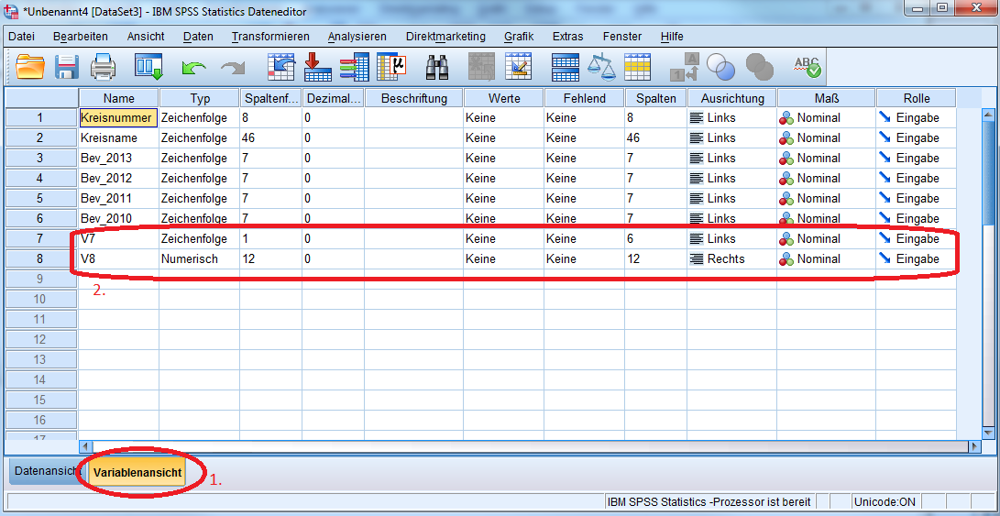 *Unbenannt4 [DataSet3] - IBM SPSS Statistics Dateneditor
Datei Bearbeiten Ansicht Daten Transformieren Analysieren Direktmarketing Grafik Extras Fenster Hilfe
Name Typ Spaltenf... Dezimal... Beschriftung Werte Fehlend Spalten Ausrichtung Maß Rolle
1 Kreisnummer Zeichenfolge 8 0 Keine Keine 8 Links Nominal Eingabe
2 Kreisname Zeichenfolge 46 0 Keine Keine 46 Links Nominal Eingabe
3 Bev_2013 Zeichenfolge 7 0 Keine Keine 7 Links Nominal Eingabe
4 Bev_2012 Zeichenfolge 7 0 Keine Keine 7 Links Nominal Eingabe
5 Bev_2011 Zeichenfolge 7 0 Keine Keine 7 Links Nominal Eingabe
6 Bev_2010 Zeichenfolge 7 0 Keine Keine 7 Links Nominal Eingabe
7 V7 Zeichenfolge 1 0 Keine Keine 6 Links Nominal Eingabe
8 V8 Numerisch 12 0 Keine Keine 12 Rechts Nominal Eingabe
9
2.
10
11
12
13
14
15
16
17
Datenansicht Variablenansicht 1.
IBM SPSS Statistics -Prozessor ist bereit Unicode:ON